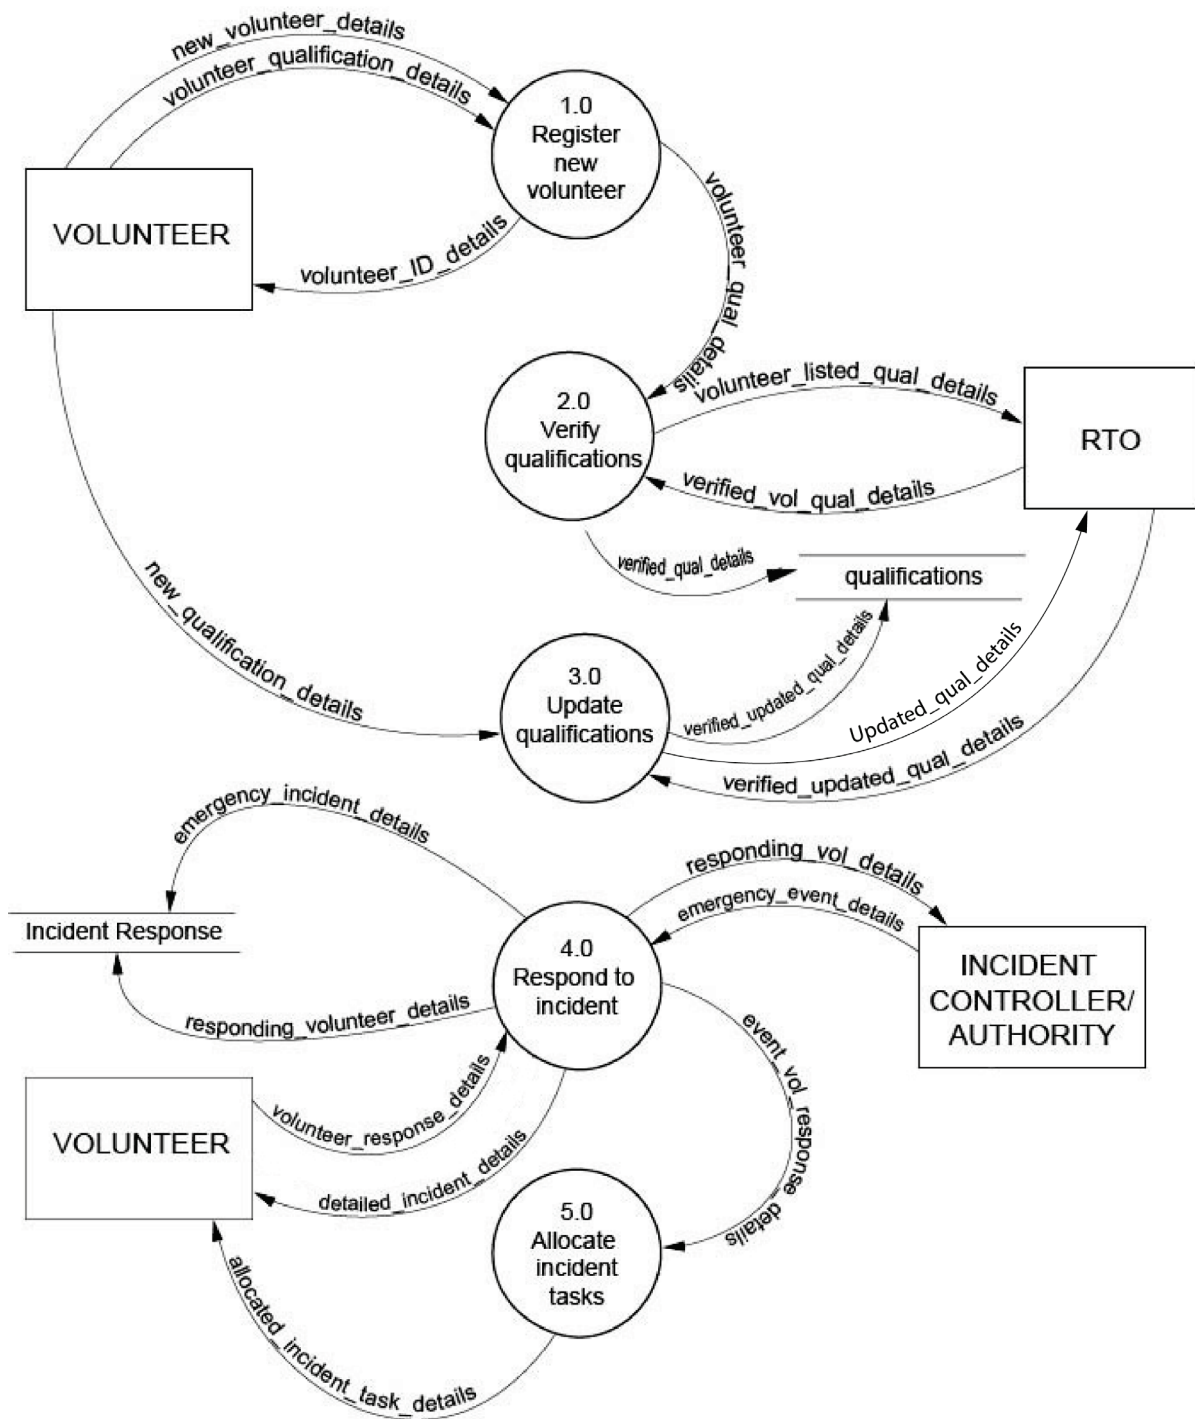 new_volunteer_details
volunteer_qualification_details
1.0
Register
new
volunteer
VOLUNTEER
volunteer_ID_details
volunteer_qual_details
2.0
Verify
qualifications
volunteer_listed_qual_details
RTO
verified_vol_qual_details
verified_qual_details
qualifications
new_qualification_details
3.0
Update
qualifications
verified_updated_qual_details
Updated_qual_details
verified_updated_qual_details
emergency_incident_details
Incident Response
responding_volunteer_details
4.0
Respond to
incident
responding_vol_details
emergency_event_details
INCIDENT
CONTROLLER/
AUTHORITY
event_vol_response_details
VOLUNTEER
volunteer_response_details
detailed_incident_details
5.0
Allocate
incident
tasks
allocated_incident_task_details